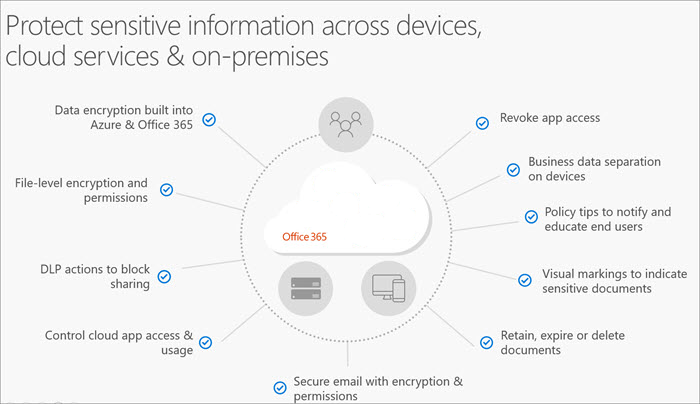 Protect sensitive information across devices,
cloud services & on-premises
Data encryption built into
Azure & Office 365
File-level encryption and
permissions
DLP actions to block
sharing
Control cloud app access &
usage
Office 365
Secure email with encryption &
permissions
Revoke app access
Business data separation
on devices
Policy tips to notify and
educate end users
Visual markings to indicate
sensitive documents
Retain, expire or delete
documents